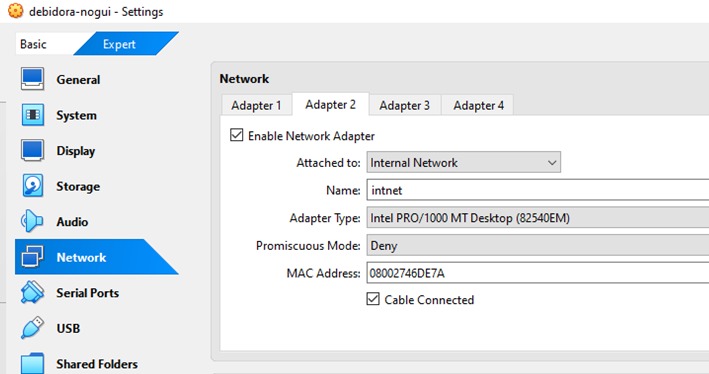 debidora-nogui - Settings
Basic Expert
General
System
Display
Storage
Audio
Network
Serial Ports
USB
Shared Folders
Network
Adapter 1 Adapter 2 Adapter 3 Adapter 4
Enable Network Adapter
Attached to: Internal Network
Name: intnet
Adapter Type: Intel PRO/1000 MT Desktop (82540EM)
Promiscuous Mode: Deny
MAC Address: 08002746DE7A
Cable Connected